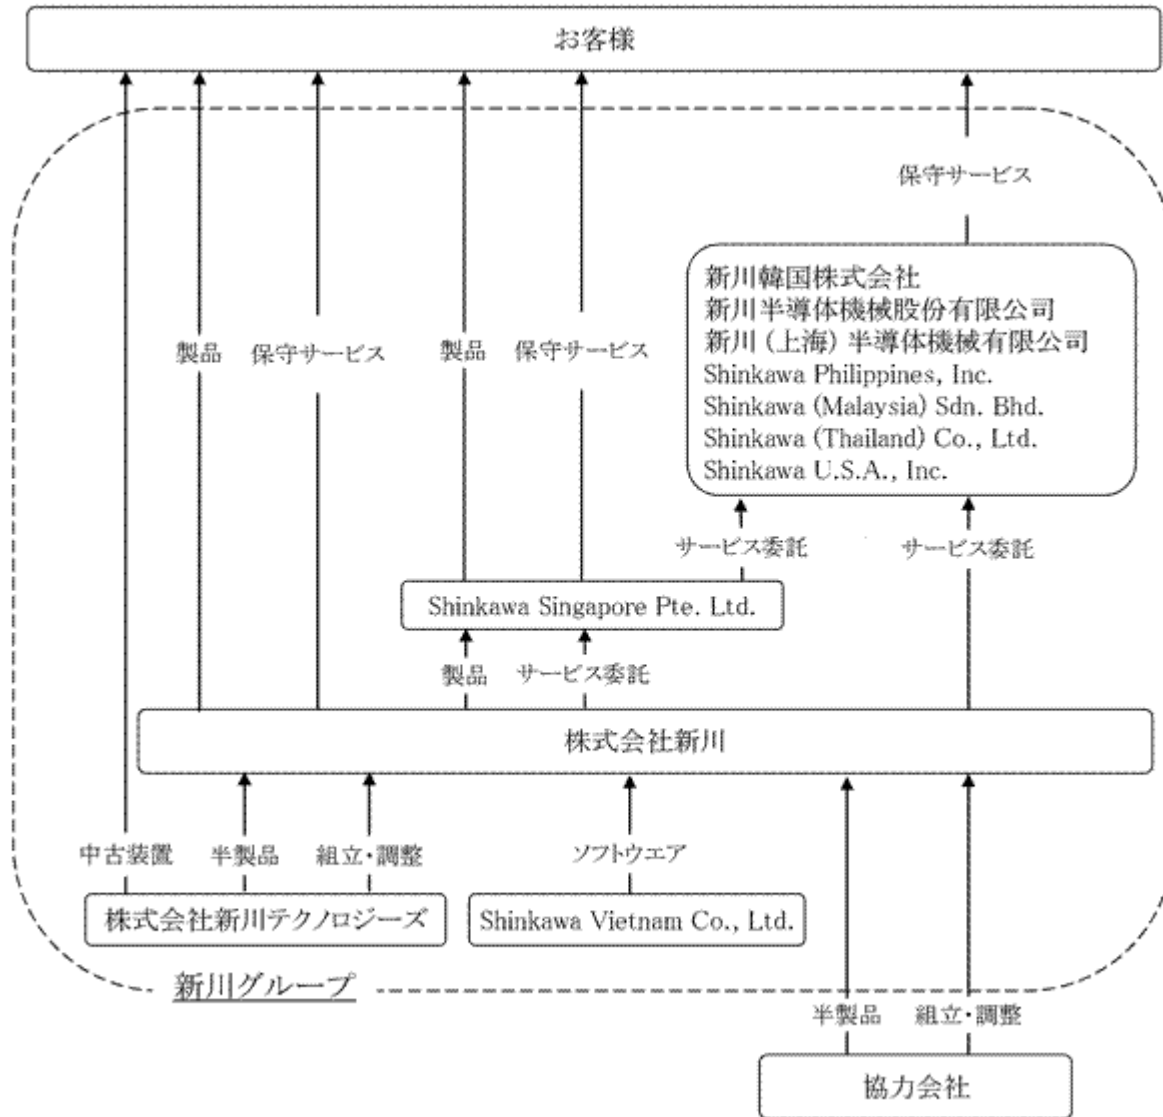 お客様
保守サービス
新川韓国株式会社
新川半導体機械股份有限公司
新川(上海)半導体機械有限公司
Shinkawa Philippines, Inc.
Shinkawa (Malaysia) Sdn. Bhd.
Shinkawa (Thailand) Co., Ltd.
Shinkawa U.S.A., Inc.
製品 保守サービス 製品 保守サービス
サービス委託 サービス委託
Shinkawa Singapore Pte. Ltd.
製品 サービス委託
株式会社新川
中古装置 半製品 組立・調整 ソフトウエア
株式会社新川テクノロジーズ Shinkawa Vietnam Co., Ltd.
新川グループ
半製品 組立・調整
協力会社